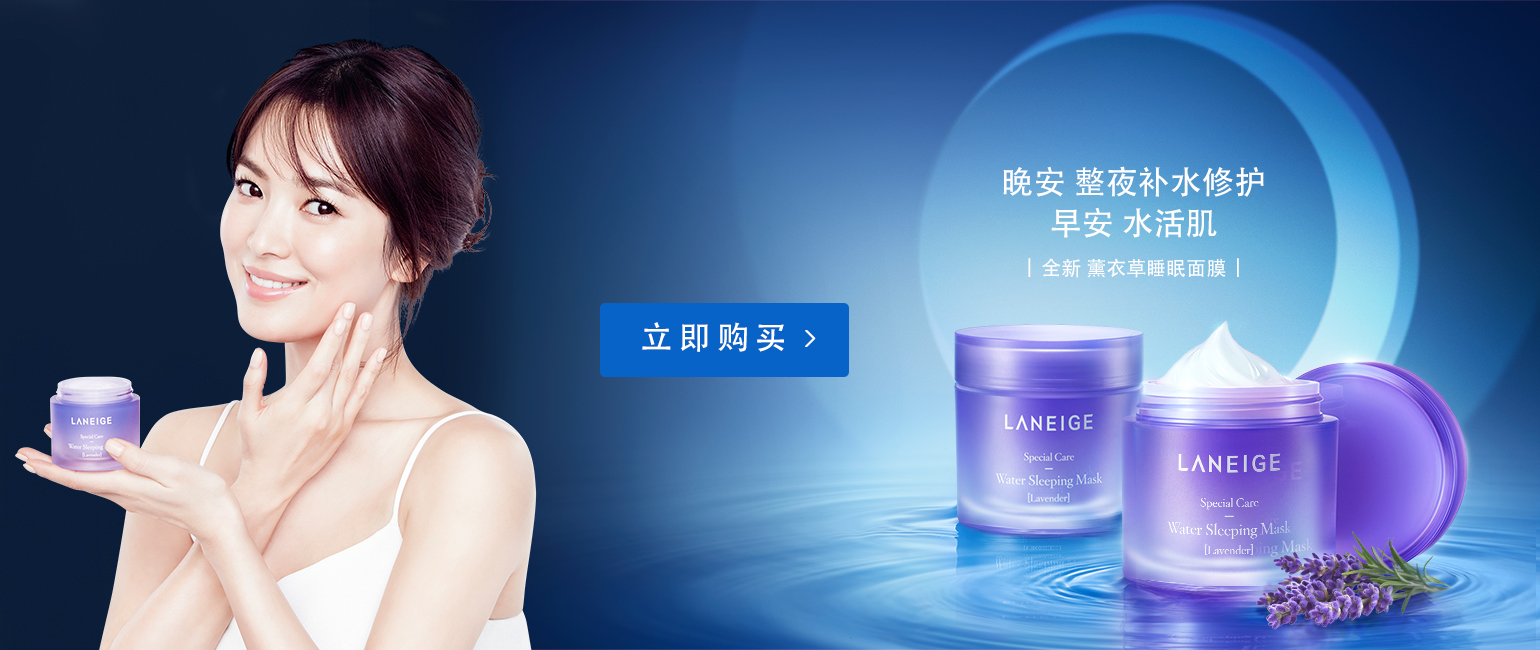 晚安 整夜补水修护
早安 水活肌
| 全新 薰衣草睡眠面膜 |
立即购买 >
LANEIGE
Special Care
Water Sleeping Mask
[Lavender]
LANEIGE
Special Care
Water Sleeping Mask
[Lavender]
LANEIGE
Special Care
Water Sleeping
[Lavender]